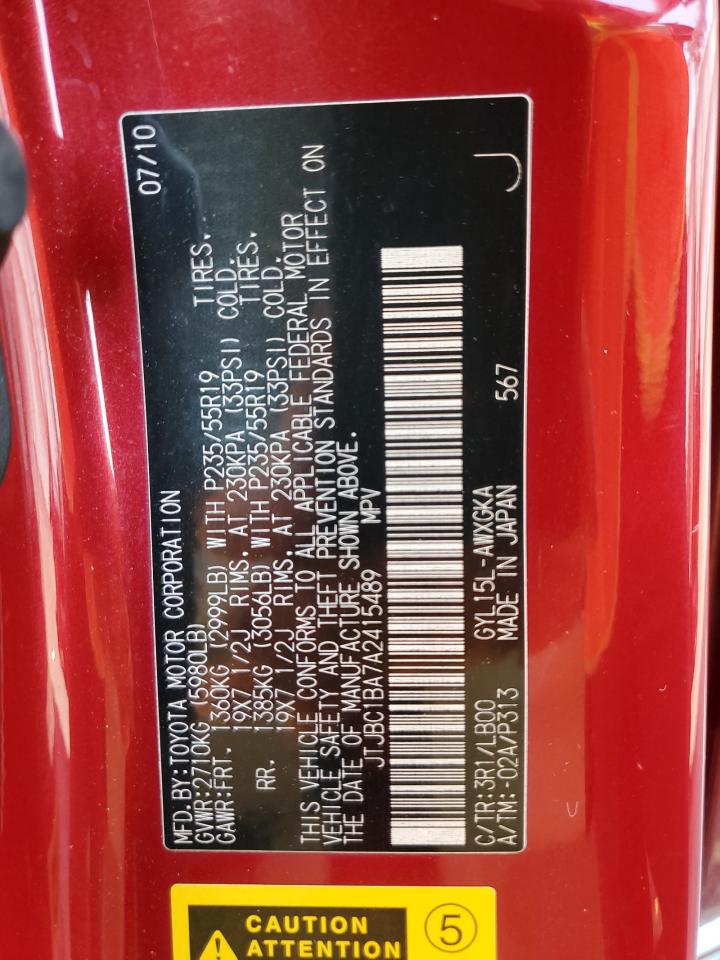 MFD.BY:TOYOTA MOTOR CORPORATION 07/10
GVWR:2710KG (5980LB)
GAWR:FRT. 1360KG (2999LB) WITH P235/55R19 TIRES.
19X7 1/2J RIMS. AT 230KPA (33PSI) COLD.
RR. 1385KG (3056LB) WITH P235/55R19 TIRES.
19X7 1/2J RIMS. AT 230KPA (33PSI) COLD.
THIS VEHICLE CONFORMS TO ALL APPLICABLE FEDERAL MOTOR
VEHICLE SAFETY AND THEFT PREVENTION STANDARDS IN EFFECT ON
THE DATE OF MANUFACTURE SHOWN ABOVE.
JTJBC1BA7A2415489 MPV
C/TR:3R1/LB00 GYL15L-AWXGKA
A/TM:-02A/P313 MADE IN JAPAN 567 J
CAUTION
ATTENTION
5